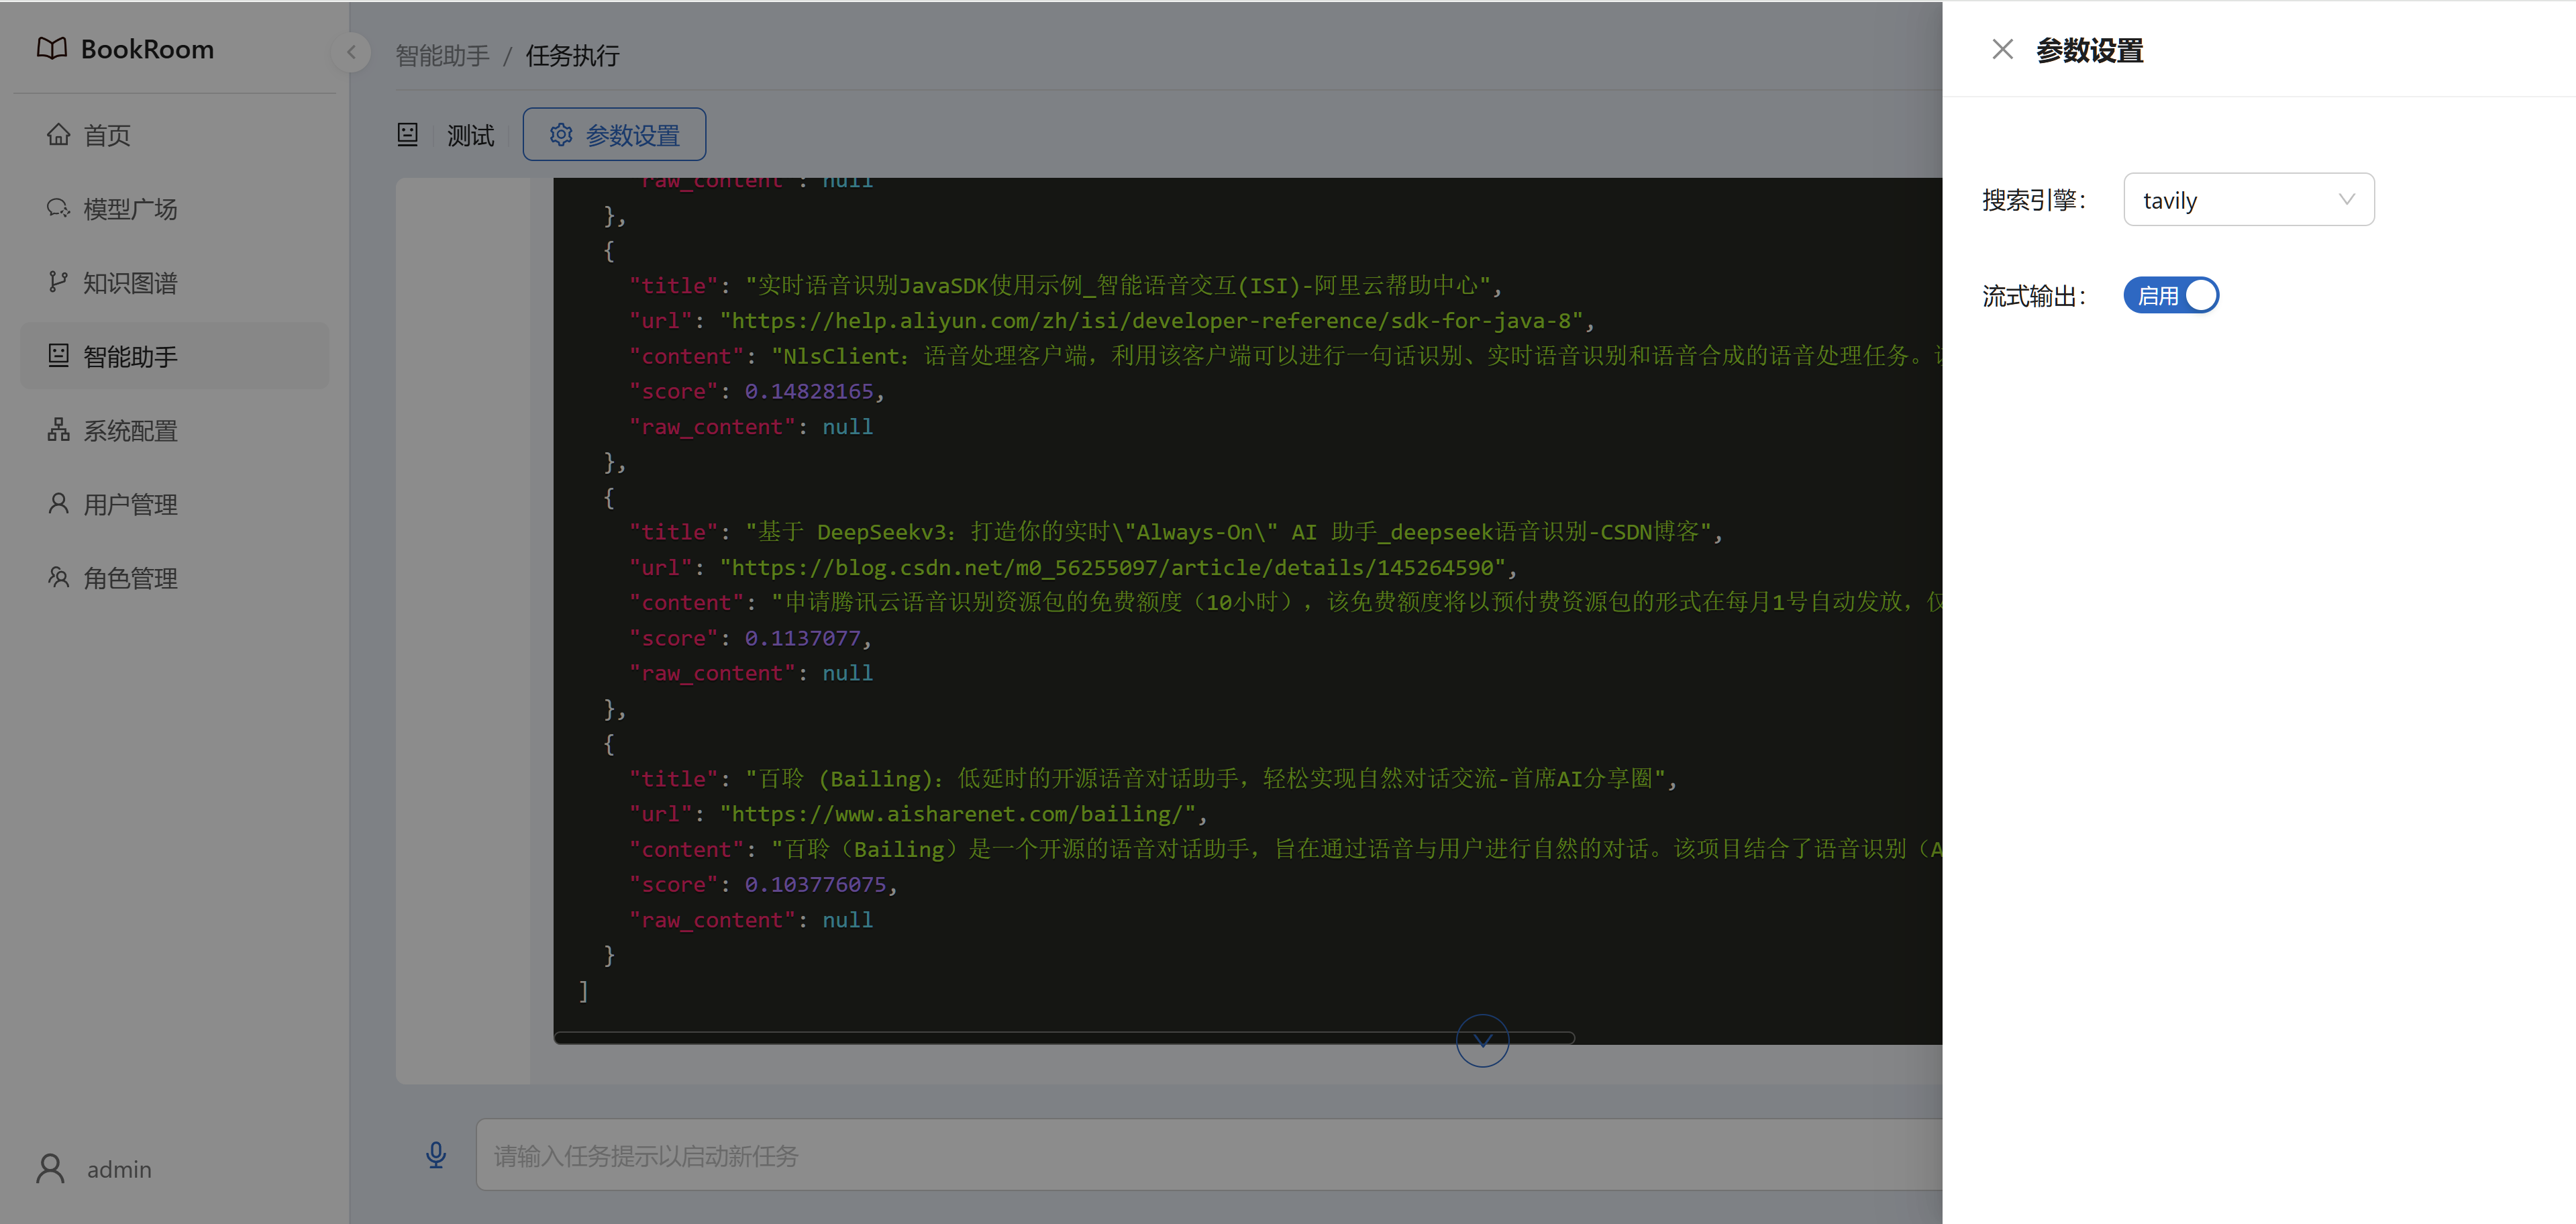 BookRoom
首页
模型广场
知识图谱
智能助手
系统配置
用户管理
角色管理
admin
智能助手 / 任务执行
测试
参数设置
"raw_content": null
},
{
"title": "实时语音识别JavaSDK使用示例_智能语音交互(ISI)-阿里云帮助中心",
"url": "https://help.aliyun.com/zh/isi/developer-reference/sdk-for-java-8",
"content": "NlsClient：语音处理客户端，利用该客户端可以进行一句话识别、实时语音识别和语音合成的语音处理任务。
"score": 0.14828165,
"raw_content": null
},
{
"title": "基于 DeepSeekv3：打造你的实时\"Always-On\" AI 助手_deepseek语音识别-CSDN博客",
"url": "https://blog.csdn.net/m0_56255097/article/details/145264590",
"content": "申请腾讯云语音识别资源包的免费额度（10小时），该免费额度将以预付费资源包的形式在每月1号自动发放，仅
"score": 0.1137077,
"raw_content": null
},
{
"title": "百聆 (Bailing)：低延时的开源语音对话助手，轻松实现自然对话交流-首席AI分享圈",
"url": "https://www.aisharenet.com/bailing/",
"content": "百聆（Bailing）是一个开源的语音对话助手，旨在通过语音与用户进行自然的对话。该项目结合了语音识别（A
"score": 0.103776075,
"raw_content": null
}
]
请输入任务提示以启动新任务
参数设置
搜索引擎：
tavily
流式输出：
启用